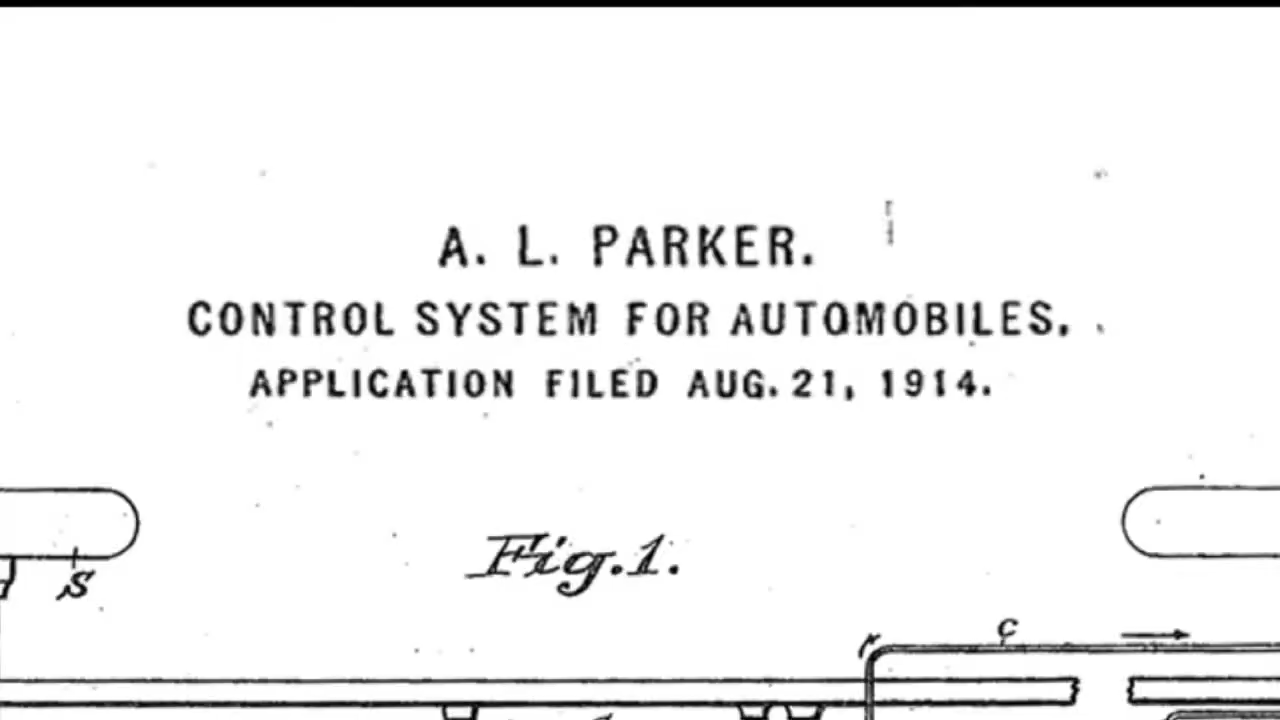 A. L. PARKER.
CONTROL SYSTEM FOR AUTOMOBILES.
APPLICATION FILED AUG. 21, 1914.
Fig. 1.
S
c
r